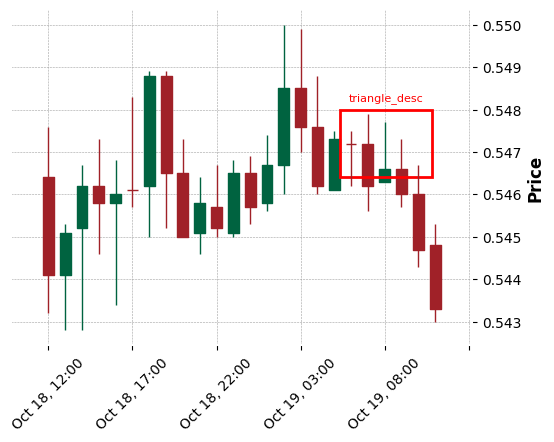 0.550
0.549
triangle_desc
0.548
0.547
Price
0.546
0.545
0.544
0.543
Oct 18, 12:00
Oct 18, 17:00
Oct 18, 22:00
Oct 19, 03:00
Oct 19, 08:00